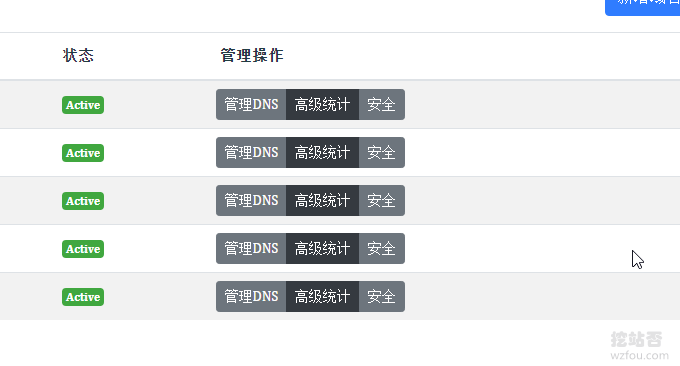 状态 管理操作
Active 管理DNS 高级统计 安全
Active 管理DNS 高级统计 安全
Active 管理DNS 高级统计 安全
Active 管理DNS 高级统计 安全
Active 管理DNS 高级统计 安全
挖站否
wzfou.com